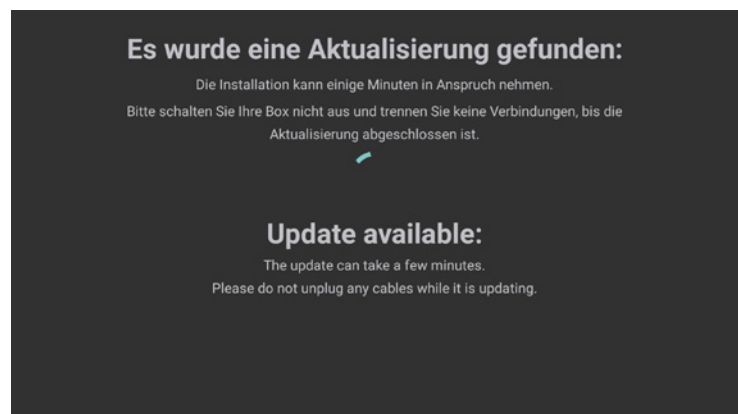 Es wurde eine Aktualisierung gefunden:
Die Installation kann einige Minuten in Anspruch nehmen.
Bitte schalten Sie Ihre Box nicht aus und trennen Sie keine Verbindungen, bis die
Aktualisierung abgeschlossen ist.
Update available:
The update can take a few minutes.
Please do not unplug any cables while it is updating.